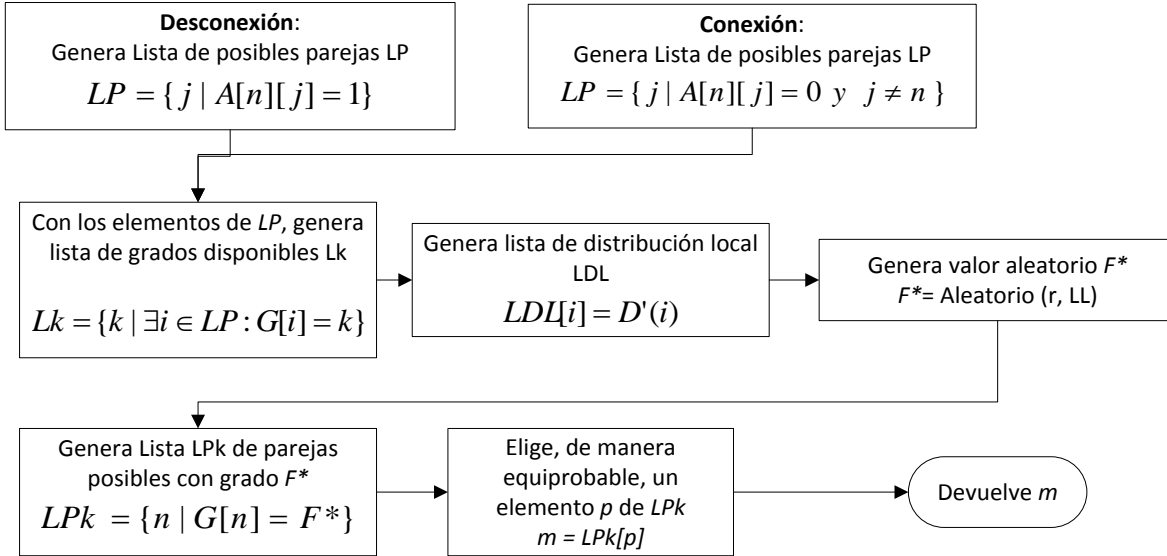 Desconexión:
Genera Lista de posibles parejas LP
LP = { j | A[n][ j] = 1}
Conexión:
Genera Lista de posibles parejas LP
LP = { j | A[n][ j] = 0 y j ≠ n }
Con los elementos de LP, genera
lista de grados disponibles Lk
Lk = {k | ∃i ∈ LP : G[i] = k}
Genera lista de distribución local
LDL
LDL[i] = D'(i)
Genera valor aleatorio F*
F*= Aleatorio (r, LL)
Genera Lista LPk de parejas
posibles con grado F*
LPk = {n | G[n] = F*}
Elige, de manera
equiprobable, un
elemento p de LPk
m = LPk[p]
Devuelve m